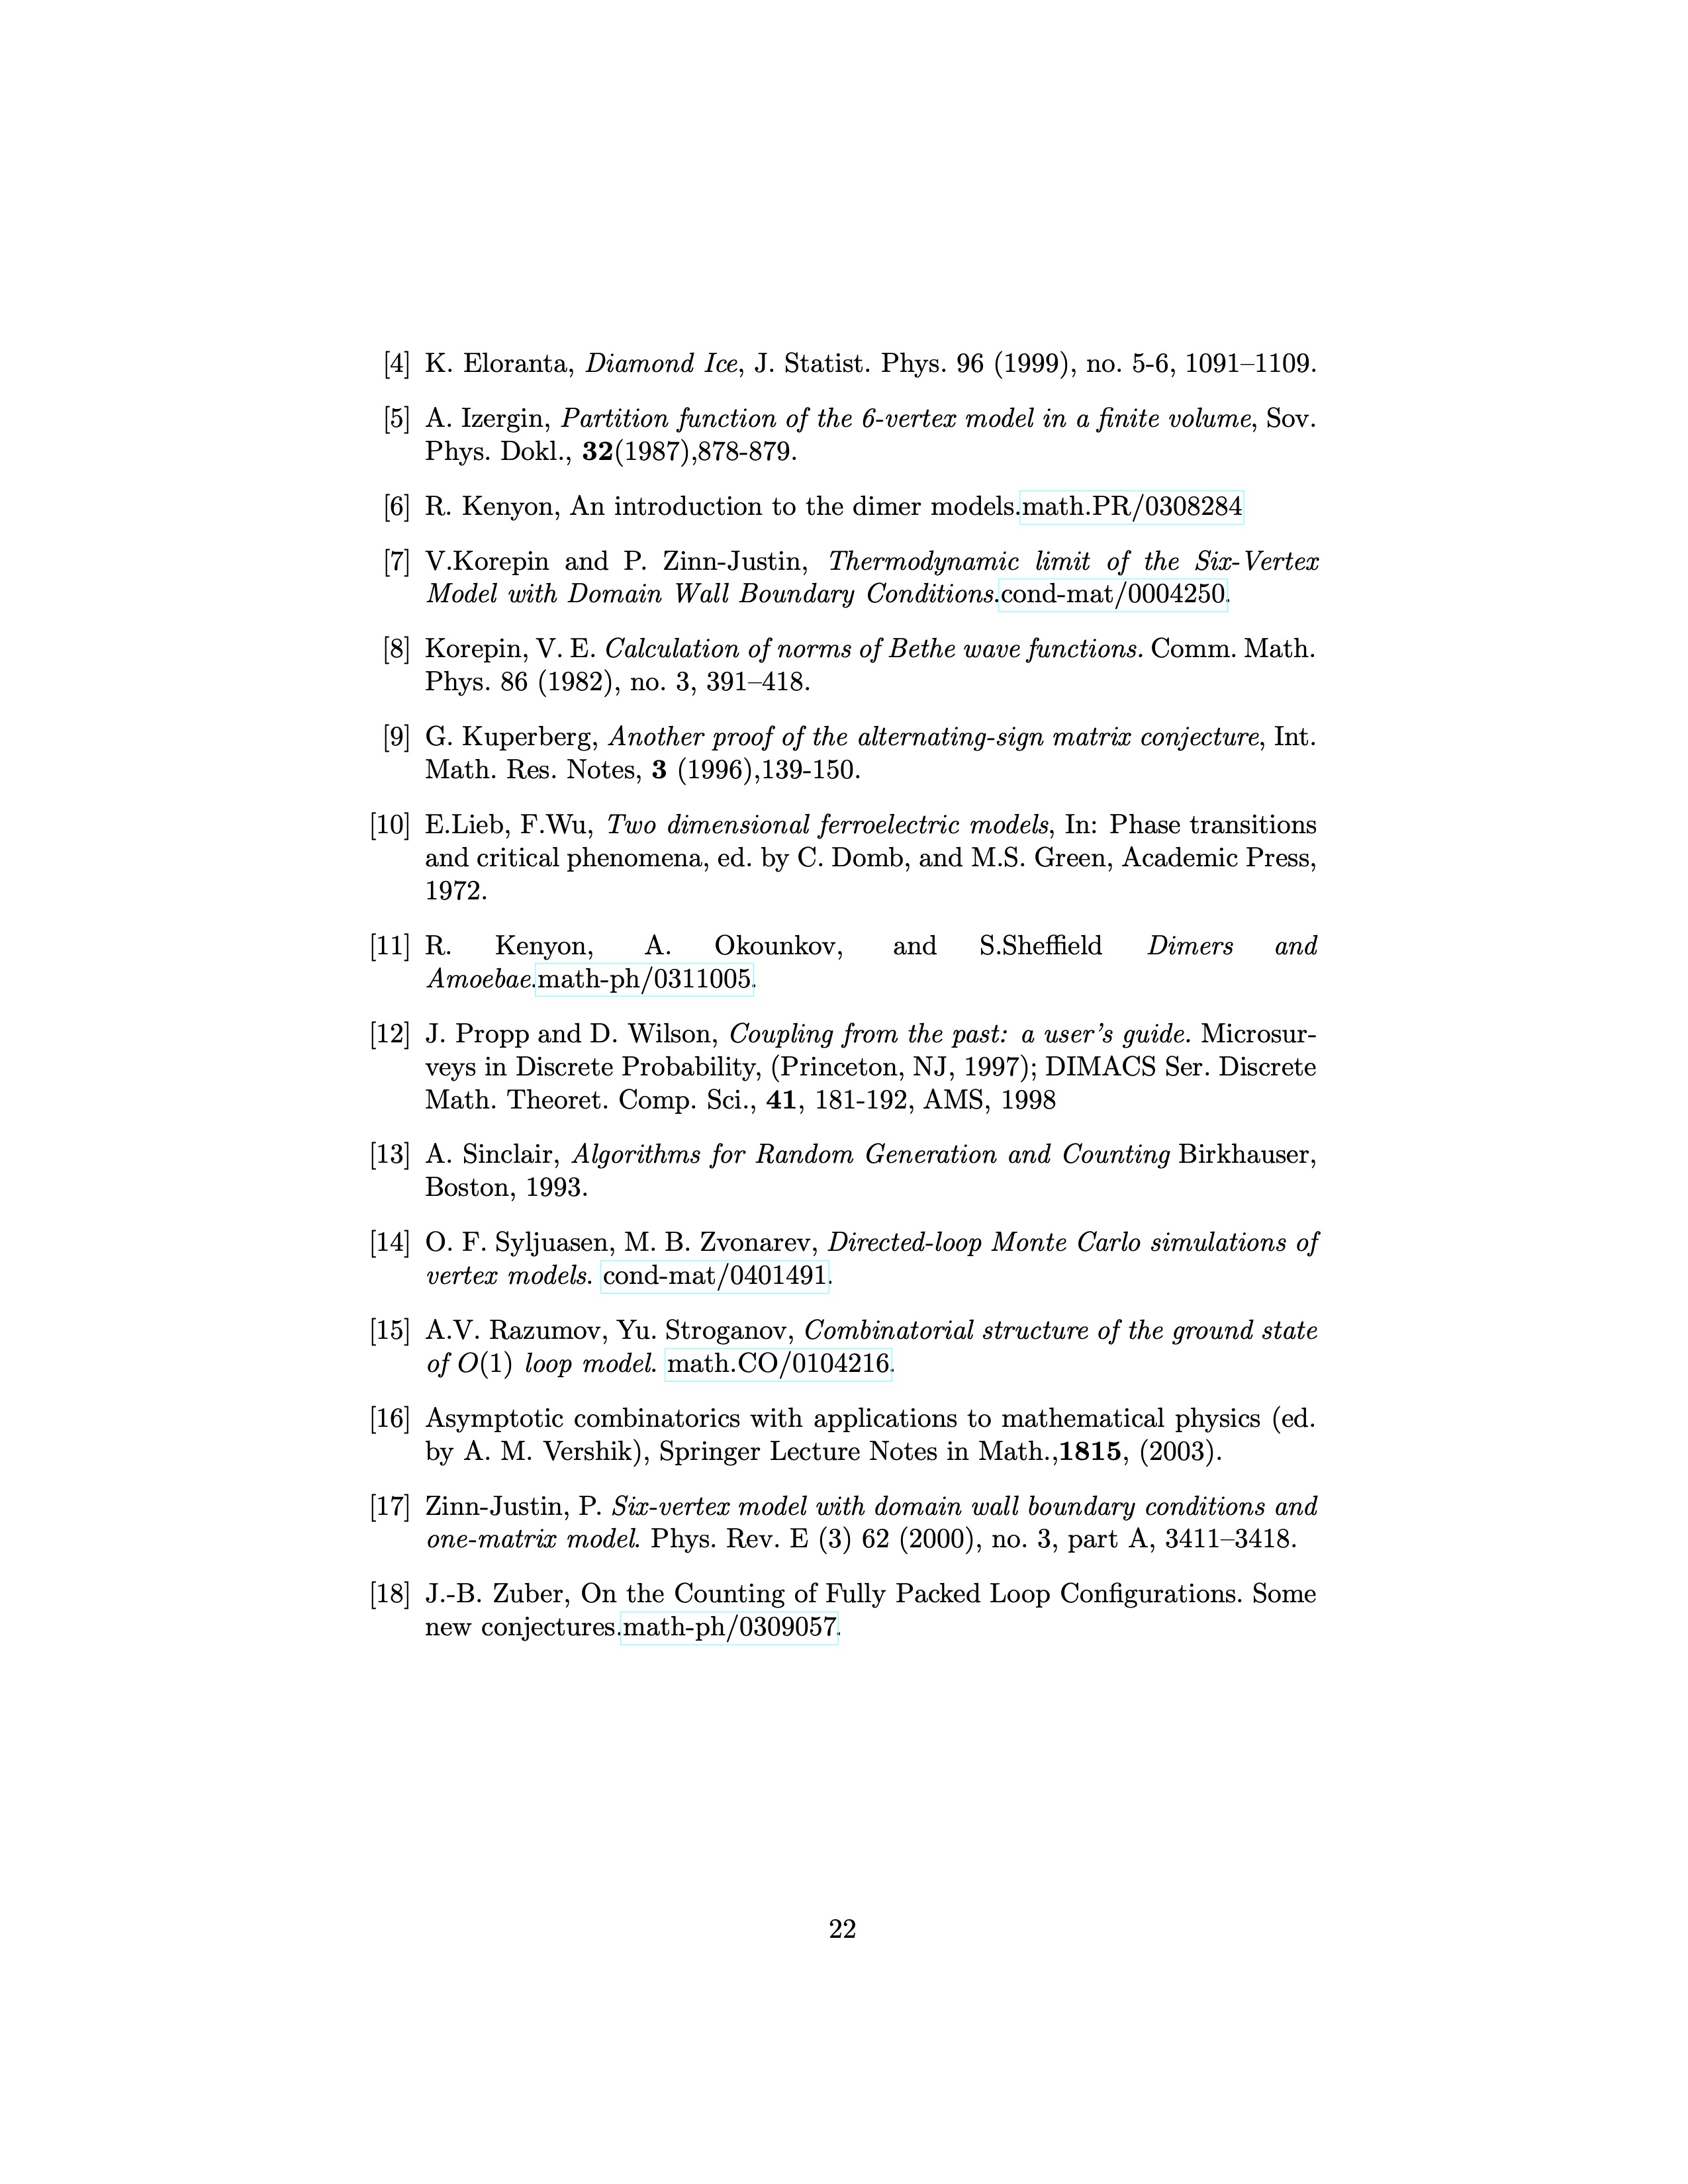 [4] K. Eloranta, Diamond Ice, J. Statist. Phys. 96 (1999), no. 5-6, 1091–1109.
[5] A. Izergin, Partition function of the 6-vertex model in a finite volume, Sov.
Phys. Dokl., 32(1987),878-879.
[6] R. Kenyon, An introduction to the dimer models.math.PR/0308284
[7] V.Korepin and P. Zinn-Justin, Thermodynamic limit of the Six-Vertex
Model with Domain Wall Boundary Conditions.cond-mat/0004250.
[8] Korepin, V. E. Calculation of norms of Bethe wave functions. Comm. Math.
Phys. 86 (1982), no. 3, 391–418.
[9] G. Kuperberg, Another proof of the alternating-sign matrix conjecture, Int.
Math. Res. Notes, 3 (1996),139-150.
[10] E.Lieb, F.Wu, Two dimensional ferroelectric models, In: Phase transitions
and critical phenomena, ed. by C. Domb, and M.S. Green, Academic Press,
1972.
[11] R. Kenyon, A. Okounkov, and S.Sheffield Dimers and
Amoebae.math-ph/0311005.
[12] J. Propp and D. Wilson, Coupling from the past: a user's guide. Microsur-
veys in Discrete Probability, (Princeton, NJ, 1997); DIMACS Ser. Discrete
Math. Theoret. Comp. Sci., 41, 181-192, AMS, 1998
[13] A. Sinclair, Algorithms for Random Generation and Counting Birkhauser,
Boston, 1993.
[14] O. F. Syljuasen, M. B. Zvonarev, Directed-loop Monte Carlo simulations of
vertex models. cond-mat/0401491.
[15] A.V. Razumov, Yu. Stroganov, Combinatorial structure of the ground state
of O(1) loop model. math.CO/0104216.
[16] Asymptotic combinatorics with applications to mathematical physics (ed.
by A. M. Vershik), Springer Lecture Notes in Math.,1815, (2003).
[17] Zinn-Justin, P. Six-vertex model with domain wall boundary conditions and
one-matrix model. Phys. Rev. E (3) 62 (2000), no. 3, part A, 3411–3418.
[18] J.-B. Zuber, On the Counting of Fully Packed Loop Configurations. Some
new conjectures.math-ph/0309057.
22